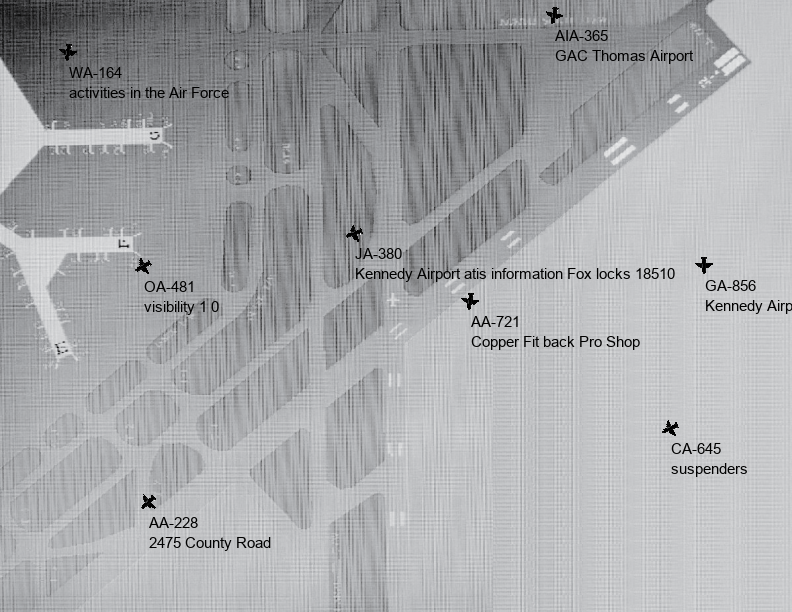 AIA-365
GAC Thomas Airport
WA-164
activities in the Air Force
JA-380
Kennedy Airport atis information Fox locks 18510
OA-481
visibility 1 0
GA-856
Kennedy Airp
AA-721
Copper Fit back Pro Shop
CA-645
suspenders
AA-228
2475 County Road